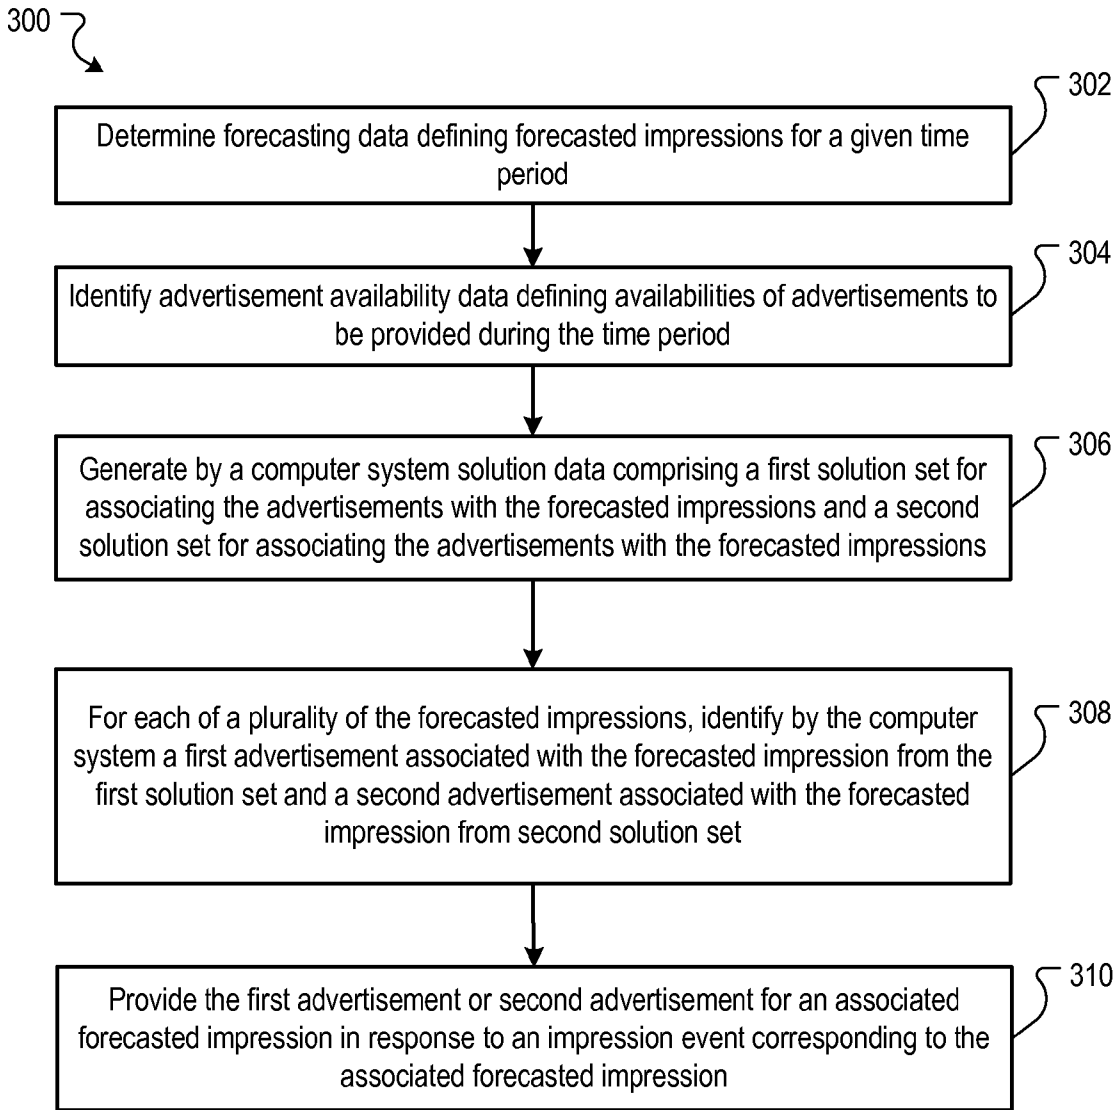 300
302
Determine forecasting data defining forecasted impressions for a given time
period
304
Identify advertisement availability data defining availabilities of advertisements to
be provided during the time period
306
Generate by a computer system solution data comprising a first solution set for
associating the advertisements with the forecasted impressions and a second
solution set for associating the advertisements with the forecasted impressions
308
For each of a plurality of the forecasted impressions, identify by the computer
system a first advertisement associated with the forecasted impression from the
first solution set and a second advertisement associated with the forecasted
impression from second solution set
310
Provide the first advertisement or second advertisement for an associated
forecasted impression in response to an impression event corresponding to the
associated forecasted impression